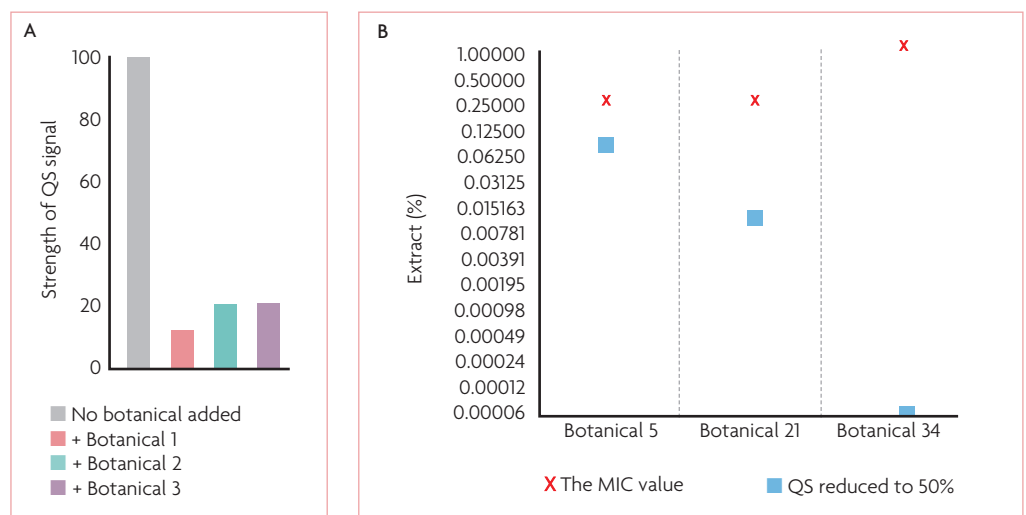 A
Strength of QS signal
100
80
60
40
20
0
No botanical added
+ Botanical 1
+ Botanical 2
+ Botanical 3
B
Extract (%)
1.00000
0.50000
0.25000
0.12500
0.06250
0.03125
0.015163
0.00781
0.00391
0.00195
0.00098
0.00049
0.00024
0.00012
0.00006
x x x
Botanical 5 Botanical 21 Botanical 34
X The MIC value QS reduced to 50%